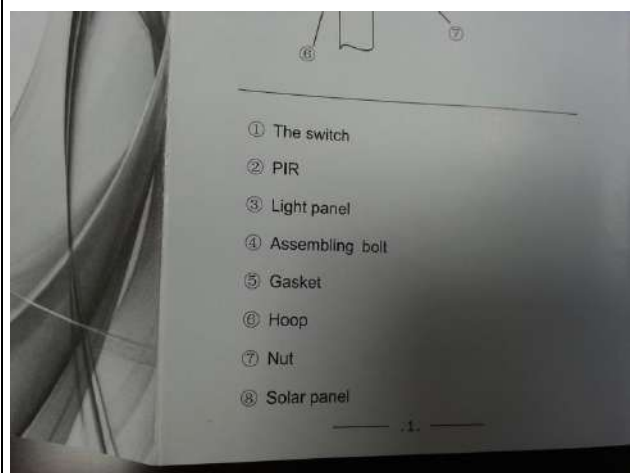 ⑥ ⑦
① The switch
② PIR
③ Light panel
④ Assembling bolt
⑤ Gasket
⑥ Hoop
⑦ Nut
⑧ Solar panel
.1.